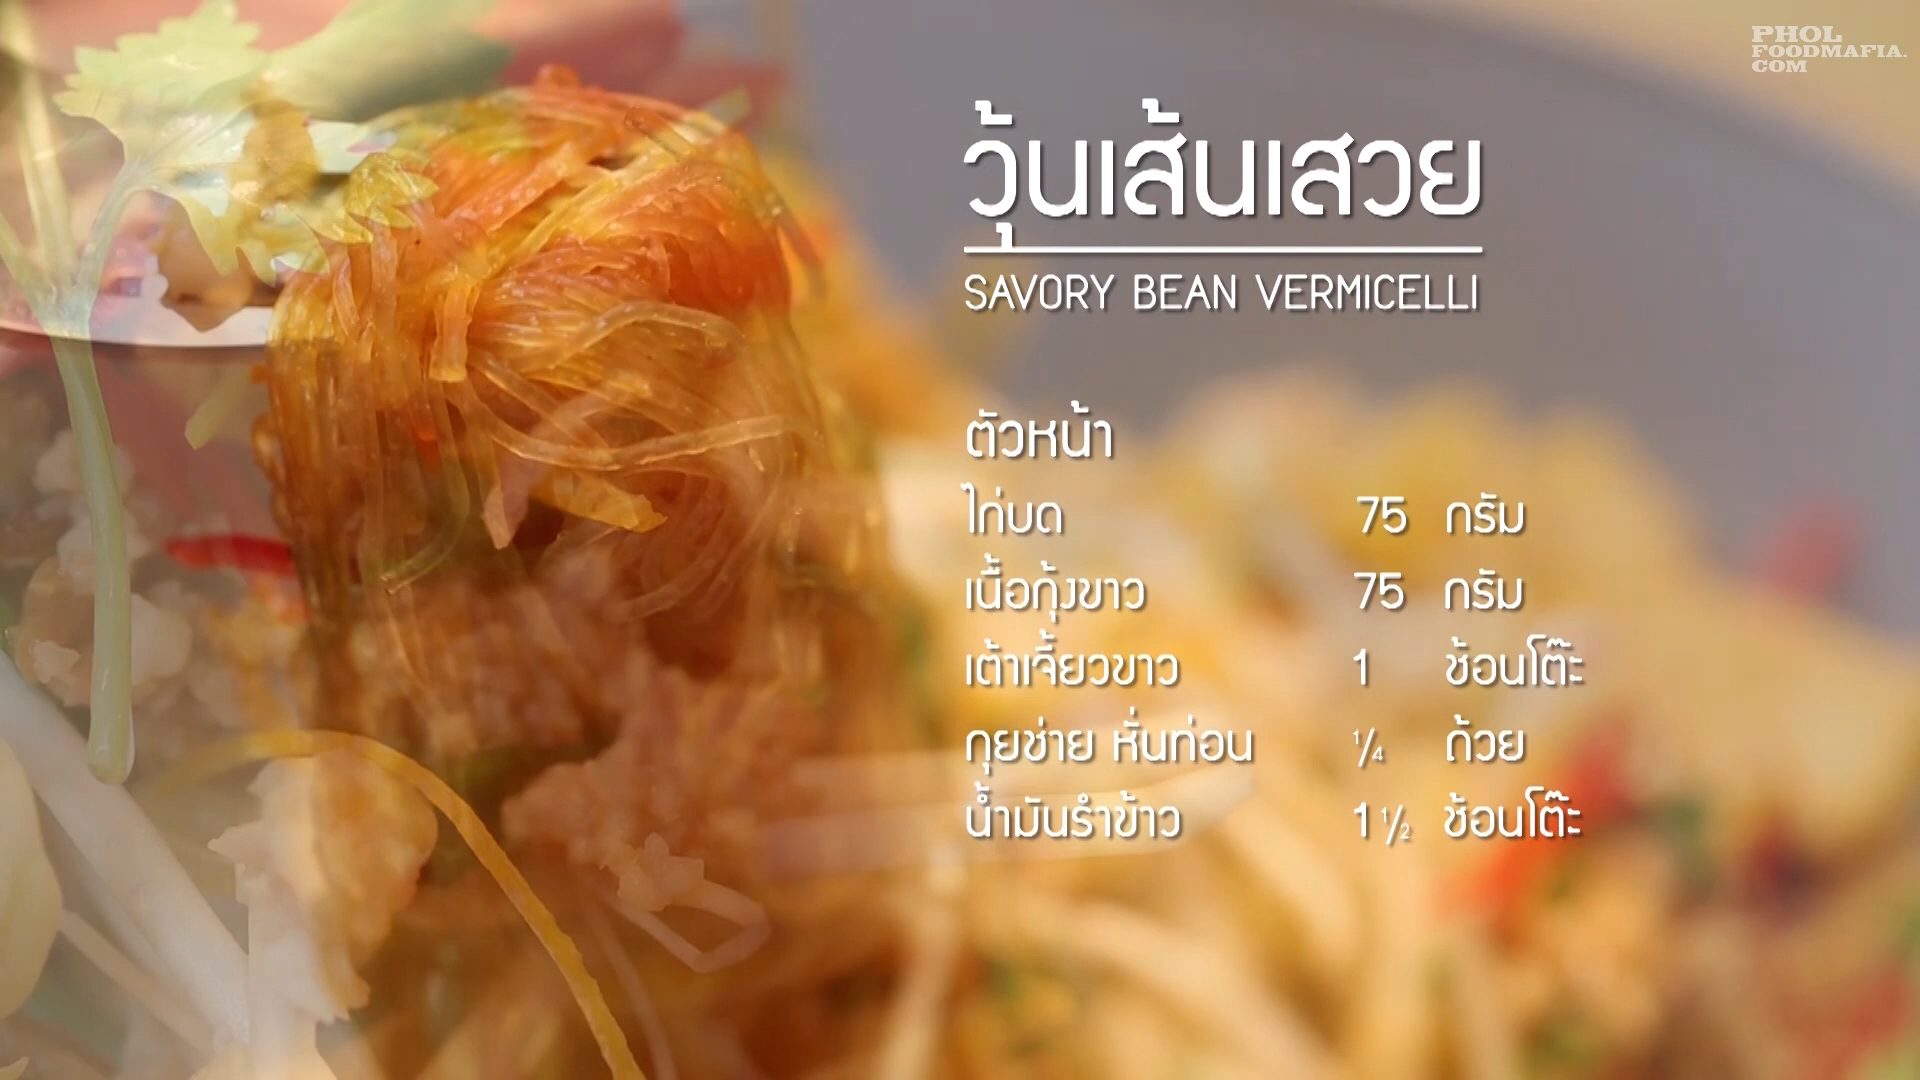 PHOL
FOODMAFIA.
COM
วุ้นเส้นเสวย
SAVORY BEAN VERMICELLI
ตัวหน้า
ไก่บด 75 กรัม
เนื้อกุ้งขาว 75 กรัม
เต้าเจี้ยวขาว 1 ช้อนโต๊ะ
กุยช่าย หั่นท่อน 1/4 ถ้วย
น้ำมันรำข้าว 1 1/2 ช้อนโต๊ะ